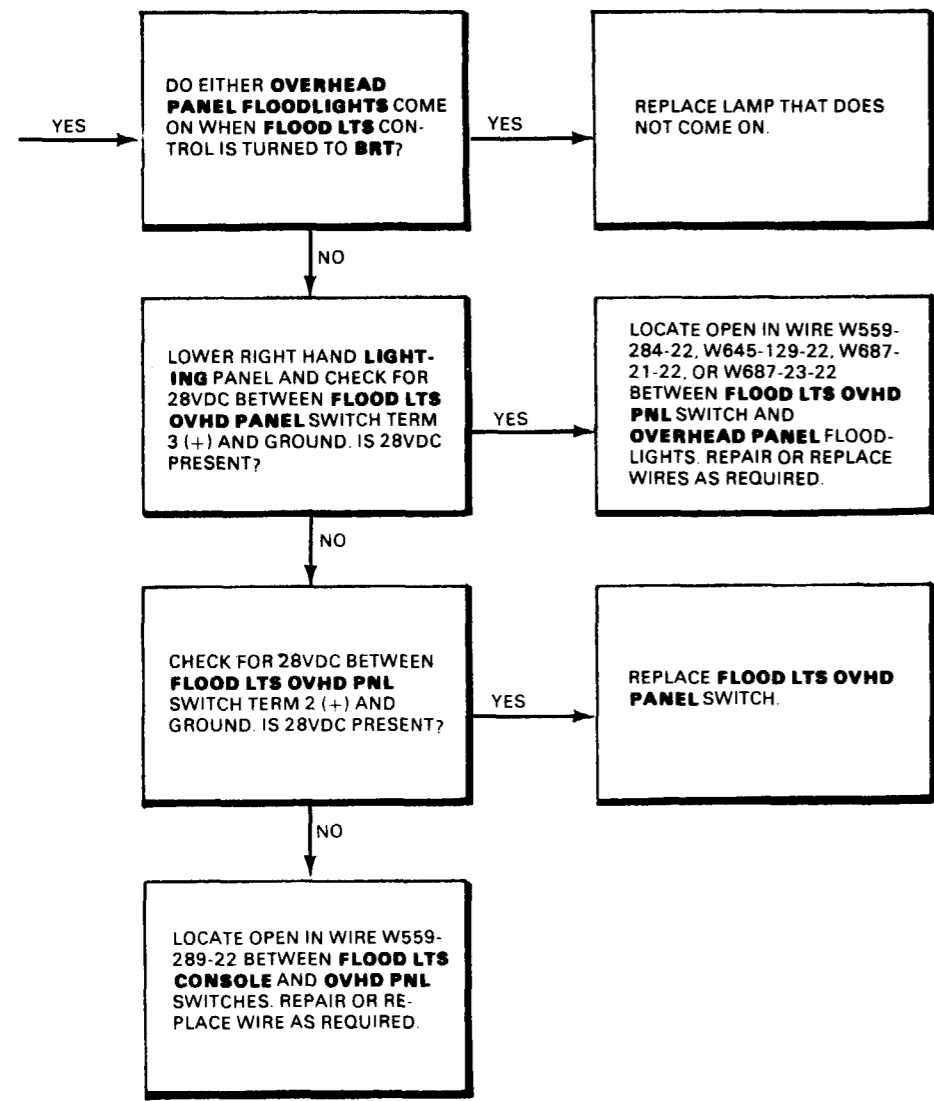 DO EITHER OVERHEAD
PANEL FLOODLIGHTS COME
ON WHEN FLOOD LTS CON-
TROL IS TURNED TO BRT?
YES
YES
REPLACE LAMP THAT DOES
NOT COME ON.
NO
LOWER RIGHT HAND LIGHT-
ING PANEL AND CHECK FOR
28VDC BETWEEN FLOOD LTS
OVHD PANEL SWITCH TERM
3 (+) AND GROUND. IS 28VDC
PRESENT?
YES
LOCATE OPEN IN WIRE W559-
284-22, W645-129-22, W687-
21-22, OR W687-23-22
BETWEEN FLOOD LTS OVHD
PNL SWITCH AND
OVERHEAD PANEL FLOOD-
LIGHTS. REPAIR OR REPLACE
WIRES AS REQUIRED.
NO
CHECK FOR 28VDC BETWEEN
FLOOD LTS OVHD PNL
SWITCH TERM 2 (+) AND
GROUND. IS 28VDC PRESENT?
YES
REPLACE FLOOD LTS OVHD
PANEL SWITCH.
NO
LOCATE OPEN IN WIRE W559-
289-22 BETWEEN FLOOD LTS
CONSOLE AND OVHD PNL
SWITCHES. REPAIR OR RE-
PLACE WIRE AS REQUIRED.